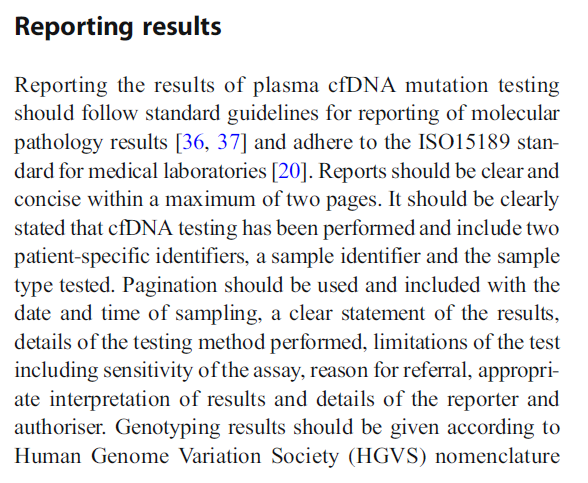 Reporting results
Reporting the results of plasma cfDNA mutation testing
should follow standard guidelines for reporting of molecular
pathology results [36, 37] and adhere to the ISO15189 stan-
dard for medical laboratories [20]. Reports should be clear and
concise within a maximum of two pages. It should be clearly
stated that cfDNA testing has been performed and include two
patient-specific identifiers, a sample identifier and the sample
type tested. Pagination should be used and included with the
date and time of sampling, a clear statement of the results,
details of the testing method performed, limitations of the test
including sensitivity of the assay, reason for referral, appropri-
ate interpretation of results and details of the reporter and
authoriser. Genotyping results should be given according to
Human Genome Variation Society (HGVS) nomenclature